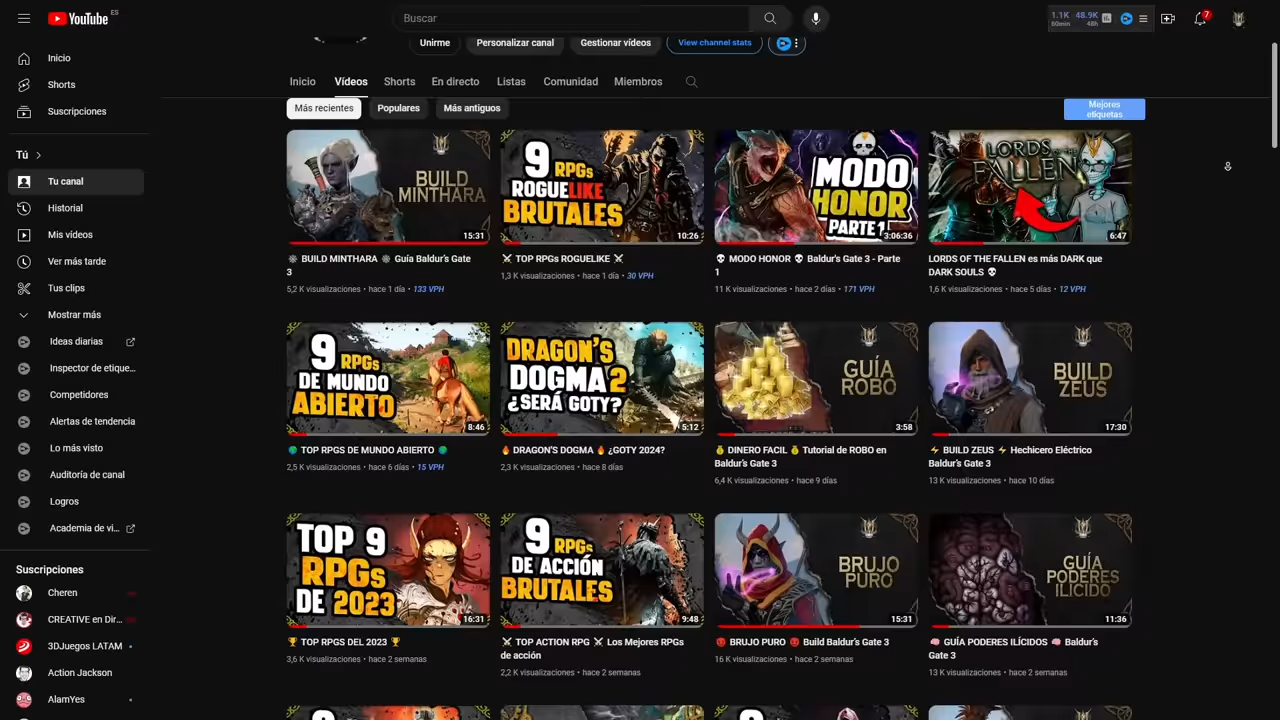 YouTube ES
Buscar
1.1K 48.9K
60min 48h
7
Unirme
Personalizar canal
Gestionar vídeos
View channel stats
Inicio
Vídeos
Shorts
En directo
Listas
Comunidad
Miembros
Más recientes
Populares
Más antiguos
Mejores
etiquetas
Inicio
Shorts
Suscripciones
Tú
Tu canal
Historial
Mis vídeos
Ver más tarde
Tus clips
Mostrar más
Ideas diarias
Inspector de etique...
Competidores
Alertas de tendencia
Lo más visto
Auditoría de canal
Logros
Academia de vi...
Suscripciones
Cheren
CREATIVE en Dir...
3DJuegos LATAM
Action Jackson
AlamYes
BUILD
MINTHARA
15:31
BUILD MINTHARA Guía Baldur's Gate
3
5,2 K visualizaciones • hace 1 día • 133 VPH
9 RPGs
ROGUELIKE
BRUTALES
10:26
TOP RPGs ROGUELIKE
1,3 K visualizaciones • hace 1 día • 30 VPH
MODO
HONOR
PARTE 1
3:06:36
MODO HONOR Baldur's Gate 3 - Parte
1
11 K visualizaciones • hace 2 días • 171 VPH
LORDS OF THE
FALLEN
6:47
LORDS OF THE FALLEN es más DARK que
DARK SOULS
1,6 K visualizaciones • hace 5 días • 12 VPH
9 RPGs
DE MUNDO
ABIERTO
8:46
TOP RPGS DE MUNDO ABIERTO
2,5 K visualizaciones • hace 6 días • 15 VPH
DRAGON'S
DOGMA 2
¿SERÁ GOTY?
5:12
DRAGON'S DOGMA ¿GOTY 2024?
2,3 K visualizaciones • hace 8 días
GUÍA
ROBO
3:58
DINERO FACIL Tutorial de ROBO en
Baldur's Gate 3
6,4 K visualizaciones • hace 9 días
BUILD
ZEUS
17:30
BUILD ZEUS Hechicero Eléctrico
Baldur's Gate 3
13 K visualizaciones • hace 10 días
TOP 9
RPGs
DE 2023
16:31
TOP RPGS DEL 2023
3,6 K visualizaciones • hace 2 semanas
9 RPGs
DE ACCIÓN
BRUTALES
9:48
TOP ACTION RPG Los Mejores RPGs
de acción
2,2 K visualizaciones • hace 2 semanas
BRUJO
PURO
15:31
BRUJO PURO Build Baldur's Gate 3
16 K visualizaciones • hace 2 semanas
GUÍA
PODERES
ILICIDO
11:36
GUÍA PODERES ILÍCIDOS Baldur's
Gate 3
13 K visualizaciones • hace 2 semanas